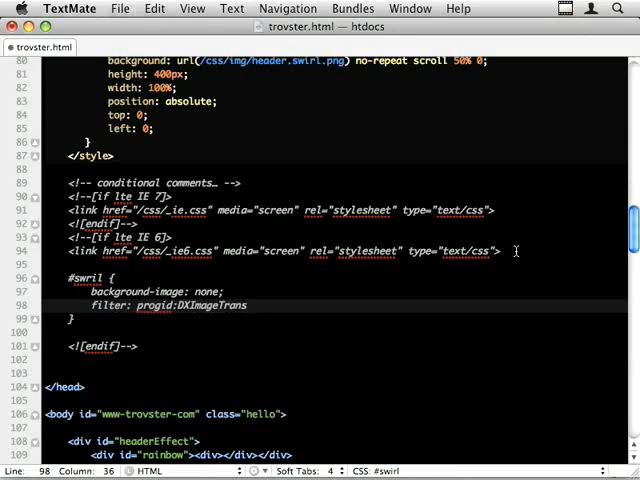 TextMate File Edit View Text Navigation Bundles Window Help
trovster.html — htdocs
trovster.html
80 background: url(/css/img/header.swirl.png) no-repeat scroll 50% 0;
81 height: 400px;
82 width: 100%;
83 position: absolute;
84 top: 0;
85 left: 0;
86 }
87 </style>
88
89 <!-- conditional comments… -->
90 <!--[if lte IE 7]>
91 <link href="/css/_ie.css" media="screen" rel="stylesheet" type="text/css">
92 <![endif]-->
93 <!--[if lte IE 6]>
94 <link href="/css/_ie6.css" media="screen" rel="stylesheet" type="text/css">
95
96 #swril {
97 background-image: none;
98 filter: progid:DXImageTrans
99 }
100
101 <![endif]-->
102
103
104 </head>
105
106 <body id="www-trovster-com" class="hello">
107
108 <div id="headerEffect">
109 <div id="rainbow"><div></div></div>
Line: 98 Column: 36 HTML Soft Tabs: 4 CSS: #swirl